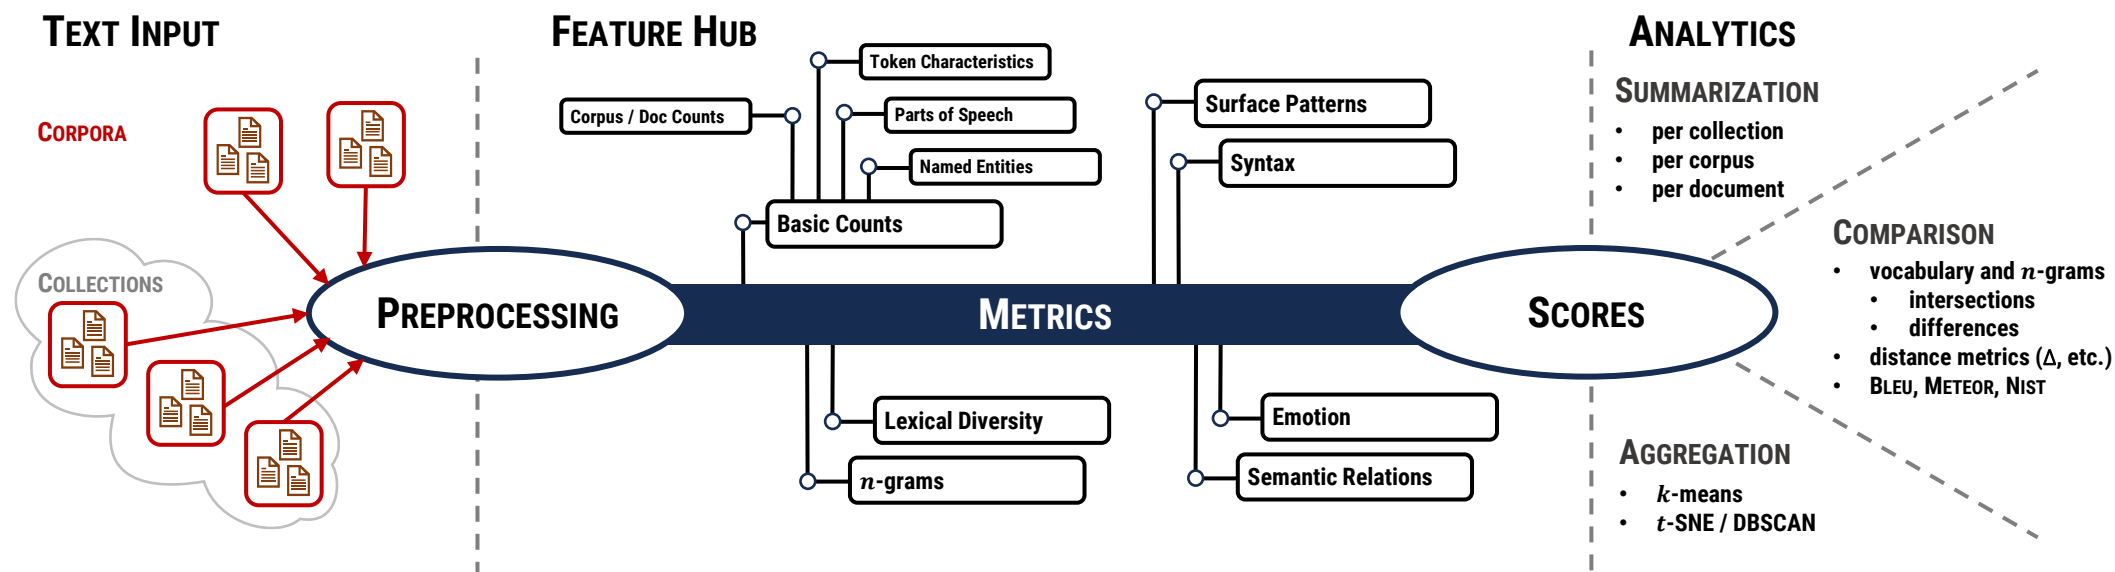 TEXT INPUT
FEATURE HUB
ANALYTICS
CORPORA
COLLECTIONS
PREPROCESSING
Token Characteristics
Corpus / Doc Counts
Parts of Speech
Named Entities
Basic Counts
Surface Patterns
Syntax
METRICS
Lexical Diversity
n-grams
Emotion
Semantic Relations
SCORES
SUMMARIZATION
• per collection
• per corpus
• per document
COMPARISON
• vocabulary and n-grams
• intersections
• differences
• distance metrics (Δ, etc.)
• BLEU, METEOR, NIST
AGGREGATION
• k-means
• t-SNE / DBSCAN